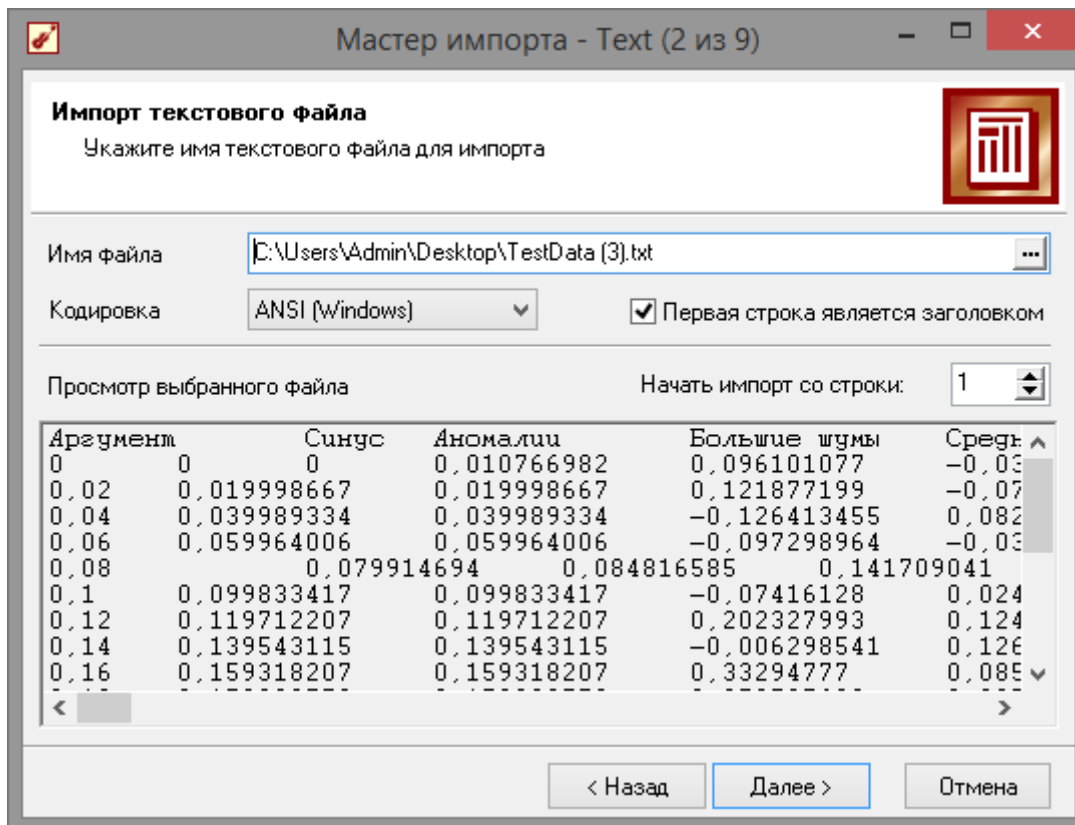 Мастер импорта - Text (2 из 9)
Импорт текстового файла
Укажите имя текстового файла для импорта
Имя файла C:\Users\Admin\Desktop\TestData (3).txt ...
Кодировка ANSI (Windows) Первая строка является заголовком
Просмотр выбранного файла Начать импорт со строки: 1
Аргумент Синус Аномалии Большие шумы
0 0 0 0,010766982 0,096101077 -0,03
0,02 0,019998667 0,019998667 0,121877199 -0,07
0,04 0,039989334 0,039989334 -0,126413455 0,082
0,06 0,059964006 0,059964006 -0,097298964 -0,03
0,08 0,079914694 0,084816585 0,141709041
0,1 0,099833417 0,099833417 -0,07416128 0,024
0,12 0,119712207 0,119712207 0,202327993 0,124
0,14 0,139543115 0,139543115 -0,006298541 0,126
0,16 0,159318207 0,159318207 0,33294777 0,085
< Назад Далее > Отмена